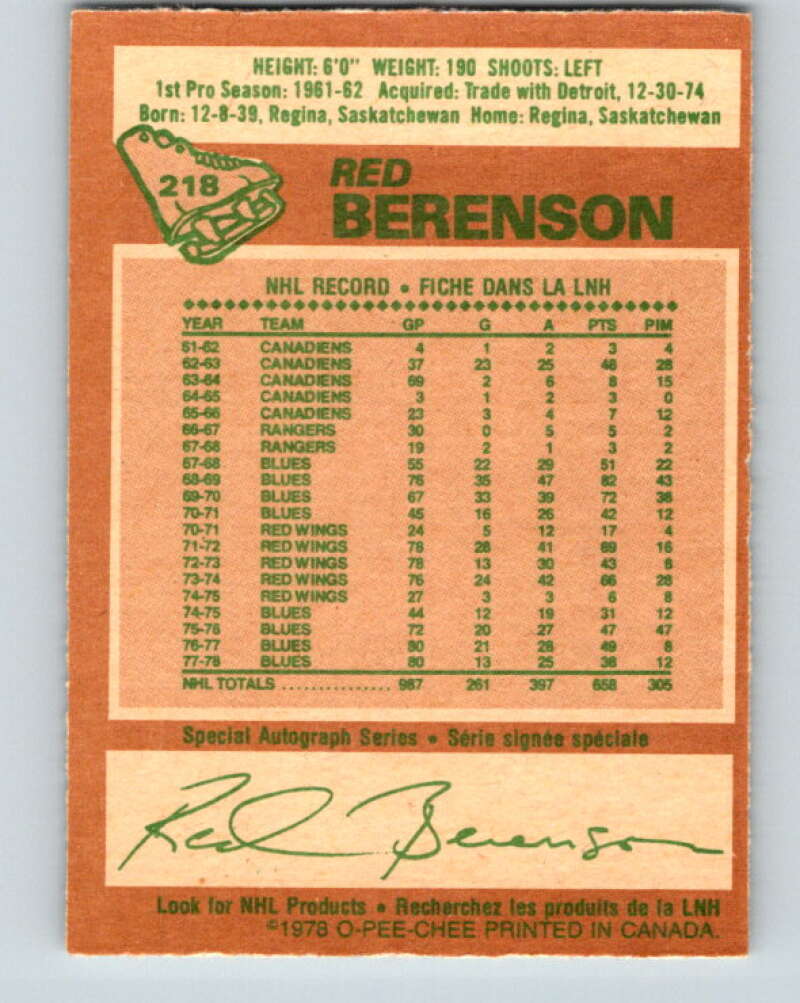 HEIGHT: 6'0" WEIGHT: 190 SHOOTS: LEFT
1st Pro Season: 1961-62 Acquired: Trade with Detroit, 12-30-74
Born: 12-8-39, Regina, Saskatchewan Home: Regina, Saskatchewan
218
RED
BERENSON
NHL RECORD • FICHE DANS LA LNH
YEAR TEAM GP G A PTS PIM
61-62 CANADIENS 4 1 2 3 4
62-63 CANADIENS 37 23 25 48 28
63-64 CANADIENS 69 2 6 8 15
64-65 CANADIENS 3 1 2 3 0
65-66 CANADIENS 23 3 4 7 12
66-67 RANGERS 30 0 5 5 2
67-68 RANGERS 19 2 1 3 2
67-68 BLUES 55 22 29 51 22
68-69 BLUES 76 35 47 82 43
69-70 BLUES 67 33 39 72 38
70-71 BLUES 45 16 26 42 12
70-71 RED WINGS 24 5 12 17 4
71-72 RED WINGS 78 28 41 69 16
72-73 RED WINGS 78 13 30 43 8
73-74 RED WINGS 76 24 42 66 28
74-75 RED WINGS 27 3 3 6 8
74-75 BLUES 44 12 19 31 12
75-76 BLUES 72 20 27 47 47
76-77 BLUES 80 21 28 49 8
77-78 BLUES 80 13 25 38 12
NHL TOTALS ................ 987 261 397 658 305
Special Autograph Series • Série signée spéciale
Red Berenson
Look for NHL Products • Recherchez les produits de la LNH
©1978 O-PEE-CHEE PRINTED IN CANADA.